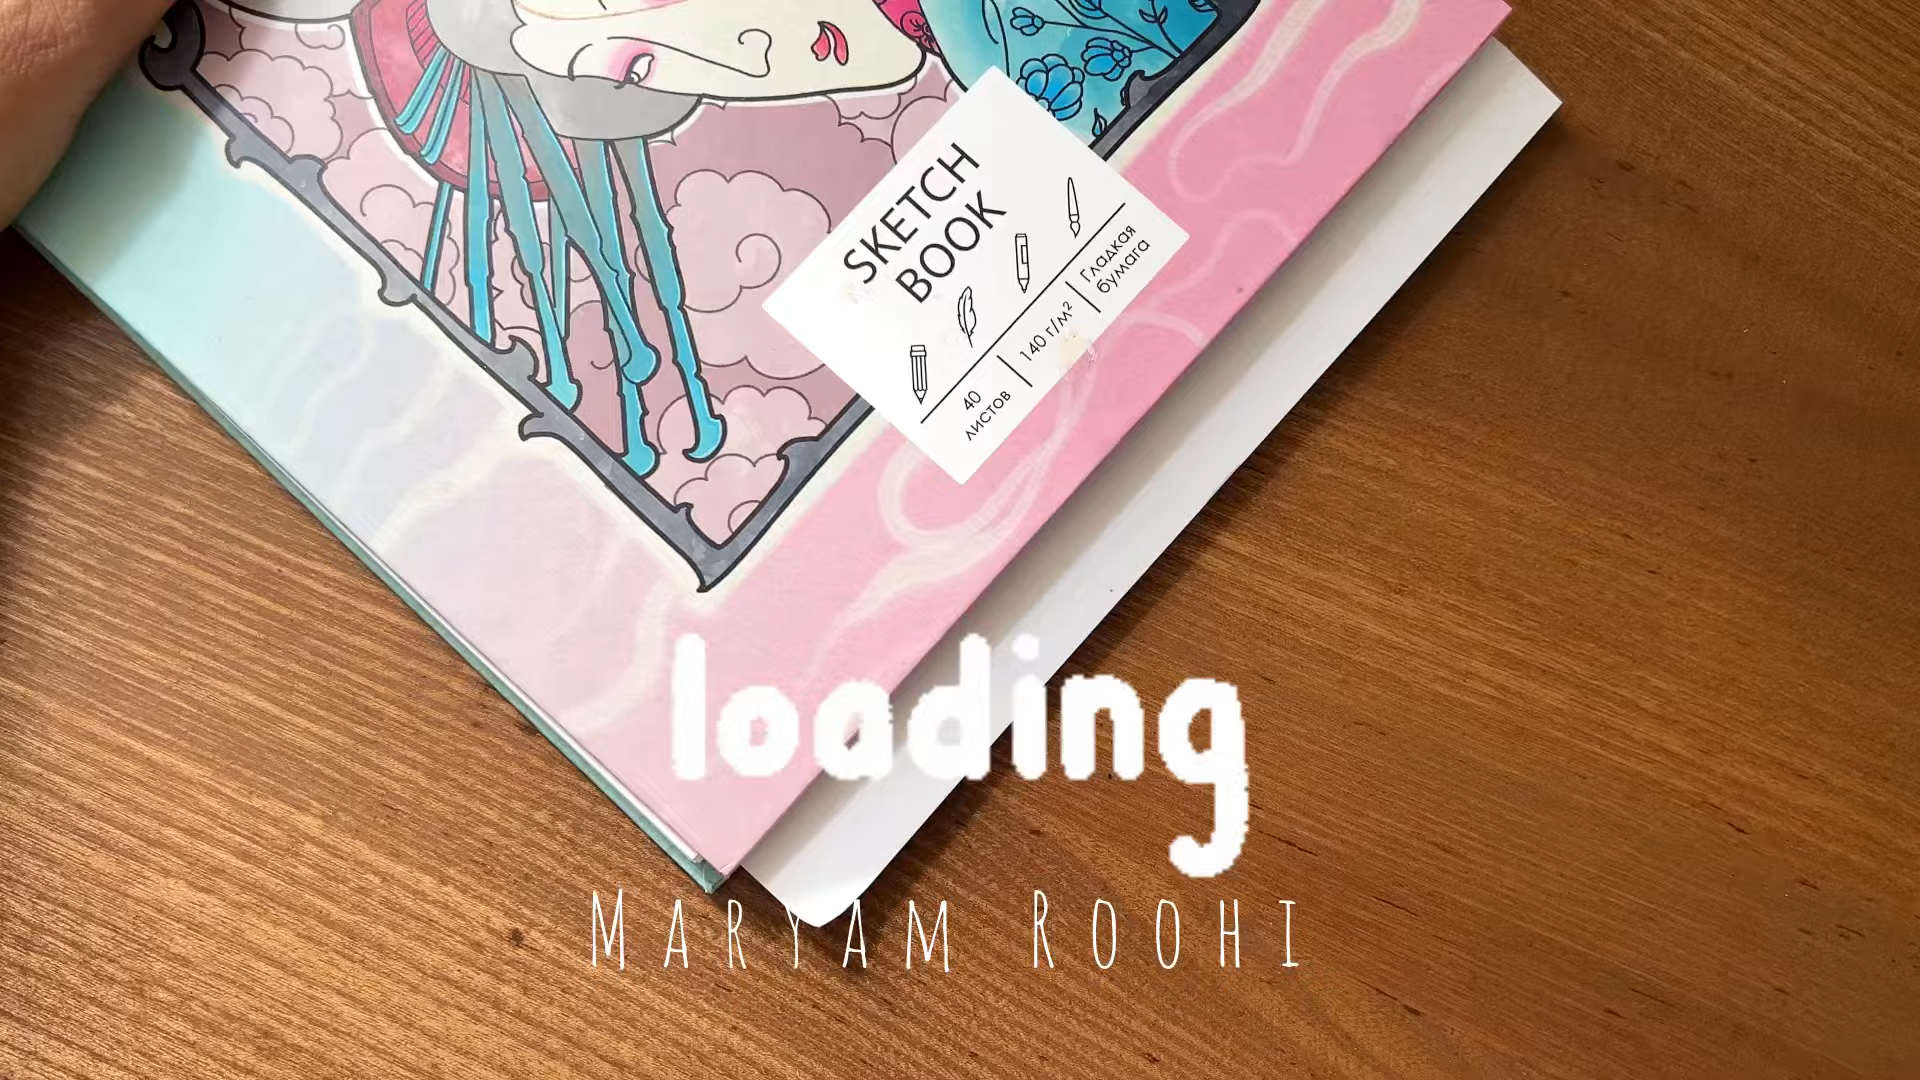 SKETCH
BOOK
40
листов
140 г/м²
Гладкая
бумага
loading
MARYAM ROOHI